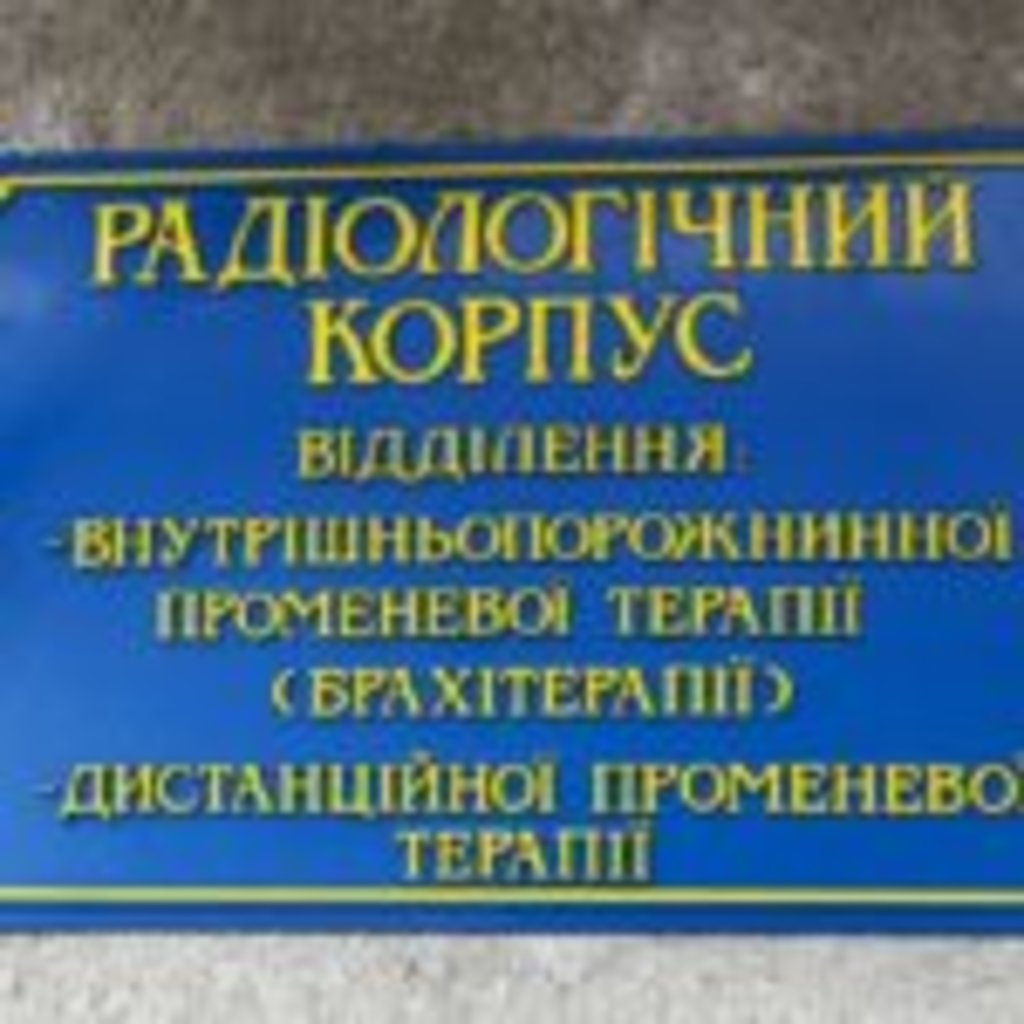 РАДІОЛОГІЧНИЙ
КОРПУС
ВІДДІЛЕННЯ:
-ВНУТРІШНЬОПОРОЖНИННОЇ
ПРОМЕНЕВОЇ ТЕРАПІЇ
(БРАХІТЕРАПІЇ)
-ДИСТАНЦІЙНОЇ ПРОМЕНЕВОЇ
ТЕРАПІЇ